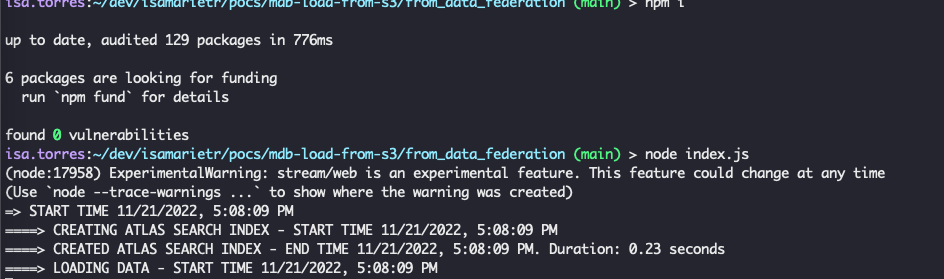 isa.torres:~/dev/isamarietr/pocs/mdb-load-from-s3/from_data_federation (main) > npm i
up to date, audited 129 packages in 776ms
6 packages are looking for funding
  run `npm fund` for details
found 0 vulnerabilities
isa.torres:~/dev/isamarietr/pocs/mdb-load-from-s3/from_data_federation (main) > node index.js
(node:17958) ExperimentalWarning: stream/web is an experimental feature. This feature could change at any time
(Use `node --trace-warnings ...` to show where the warning was created)
=> START TIME 11/21/2022, 5:08:09 PM
====> CREATING ATLAS SEARCH INDEX - START TIME 11/21/2022, 5:08:09 PM
====> CREATED ATLAS SEARCH INDEX - END TIME 11/21/2022, 5:08:09 PM. Duration: 0.23 seconds
====> LOADING DATA - START TIME 11/21/2022, 5:08:09 PM